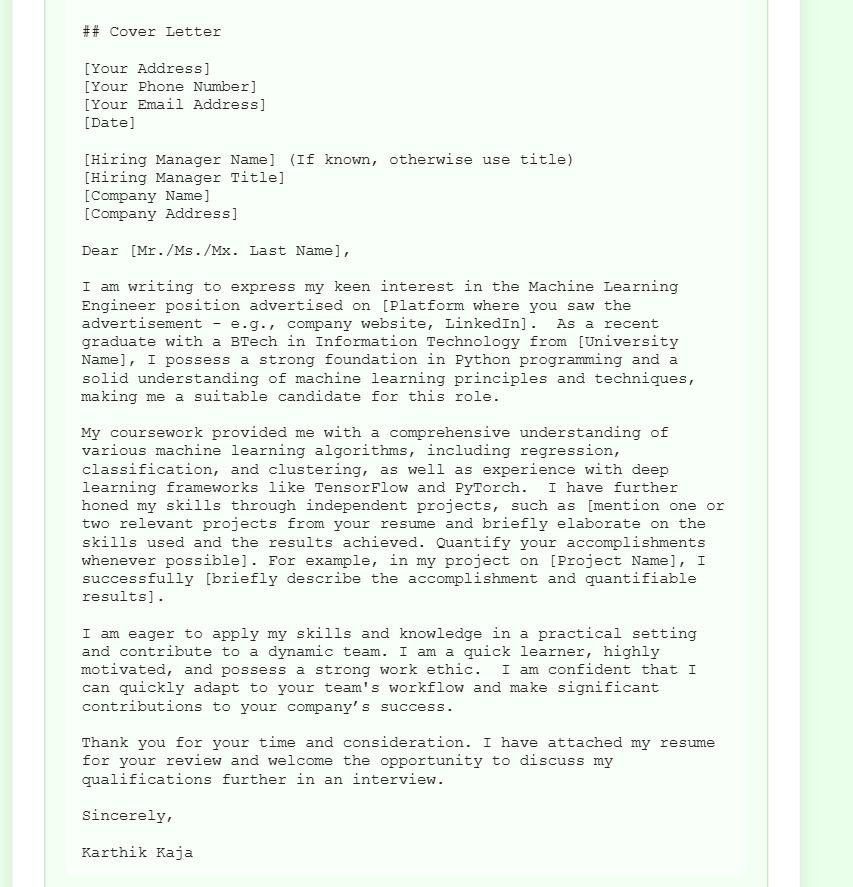 ## Cover Letter
[Your Address]
[Your Phone Number]
[Your Email Address]
[Date]
[Hiring Manager Name] (If known, otherwise use title)
[Hiring Manager Title]
[Company Name]
[Company Address]
Dear [Mr./Ms./Mx. Last Name],
I am writing to express my keen interest in the Machine Learning
Engineer position advertised on [Platform where you saw the
advertisement - e.g., company website, LinkedIn].  As a recent
graduate with a BTech in Information Technology from [University
Name], I possess a strong foundation in Python programming and a
solid understanding of machine learning principles and techniques,
making me a suitable candidate for this role.
My coursework provided me with a comprehensive understanding of
various machine learning algorithms, including regression,
classification, and clustering, as well as experience with deep
learning frameworks like TensorFlow and PyTorch.  I have further
honed my skills through independent projects, such as [mention one or
two relevant projects from your resume and briefly elaborate on the
skills used and the results achieved. Quantify your accomplishments
whenever possible]. For example, in my project on [Project Name], I
successfully [briefly describe the accomplishment and quantifiable
results].
I am eager to apply my skills and knowledge in a practical setting
and contribute to a dynamic team. I am a quick learner, highly
motivated, and possess a strong work ethic.  I am confident that I
can quickly adapt to your team's workflow and make significant
contributions to your company’s success.
Thank you for your time and consideration. I have attached my resume
for your review and welcome the opportunity to discuss my
qualifications further in an interview.
Sincerely,
Karthik Kaja